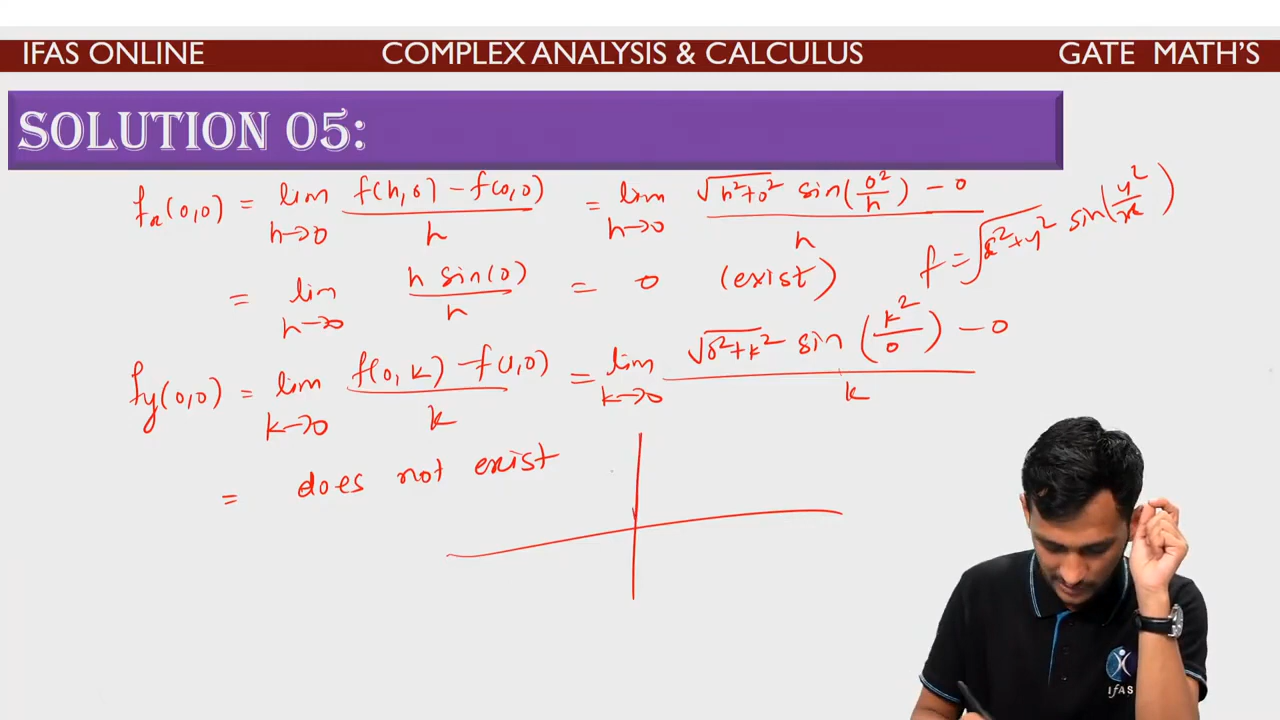 IFAS ONLINE COMPLEX ANALYSIS & CALCULUS GATE MATH'S
SOLUTION 05:
fₓ(0,0) = lim h→0 (f(h,0) - f(0,0))/h = lim h→0 (√(h²+0²) sin(0²/h) - 0)/h
f = √(x²+y²) sin(y²/x)
= lim h→0 (h sin(0))/h = 0 (exist)
fy(0,0) = lim k→0 (f(0,k) - f(0,0))/k = lim k→0 (√(0²+k²) sin(k²/0) - 0)/k
= does not exist
IFAS